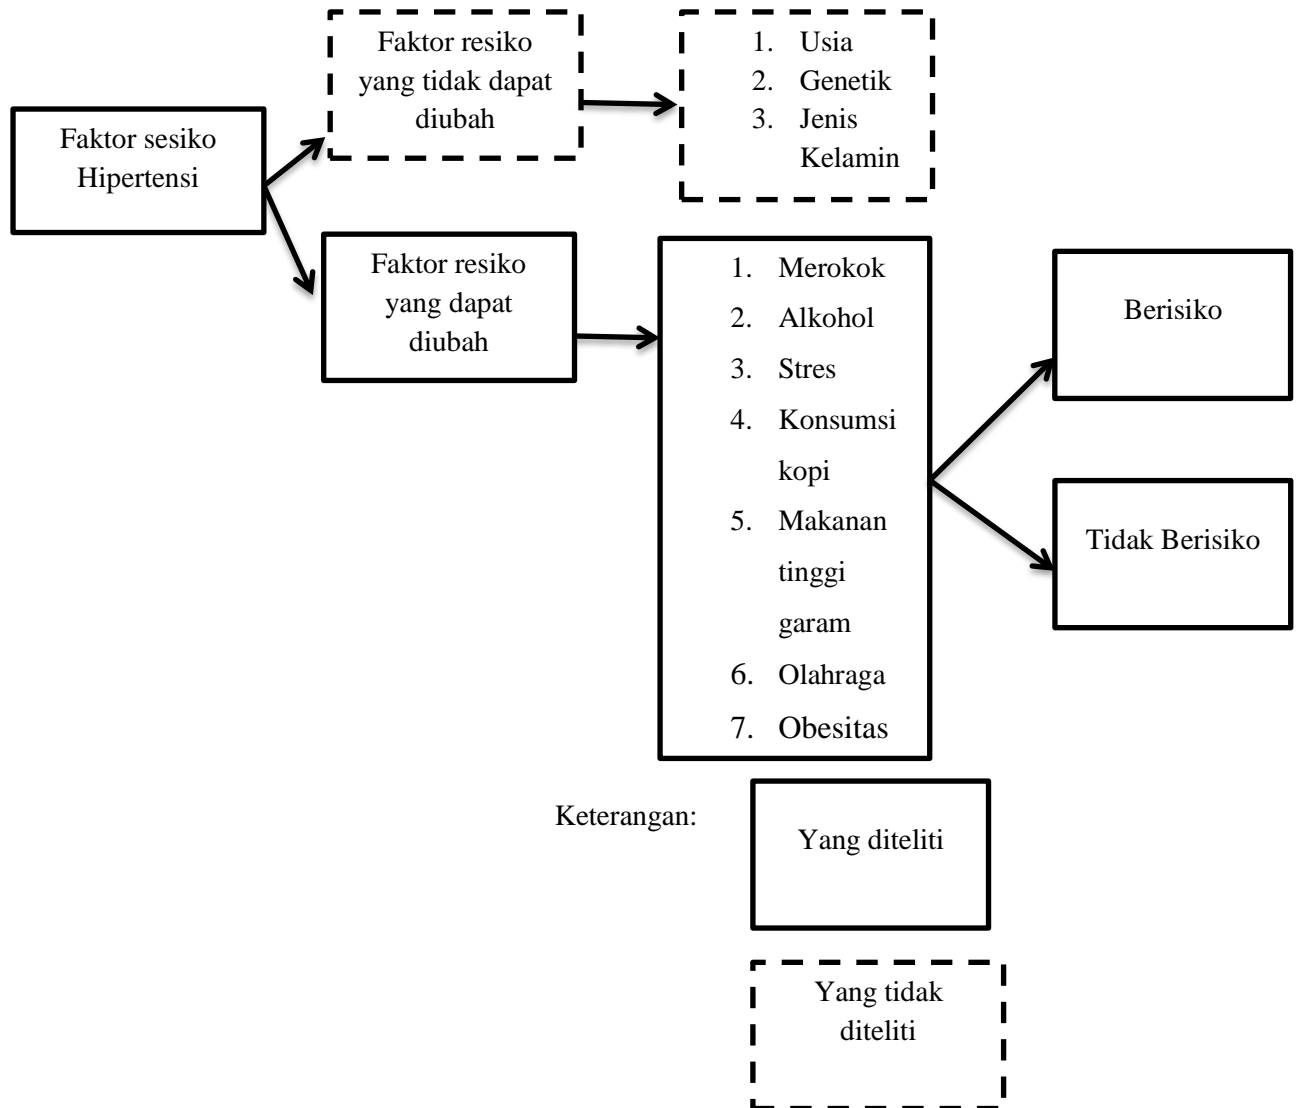 Faktor sesiko
Hipertensi
Faktor resiko
yang tidak dapat
diubah
1. Usia
2. Genetik
3. Jenis
Kelamin
Faktor resiko
yang dapat
diubah
1. Merokok
2. Alkohol
3. Stres
4. Konsumsi
kopi
5. Makanan
tinggi
garam
6. Olahraga
7. Obesitas
Berisiko
Tidak Berisiko
Keterangan:
Yang diteliti
Yang tidak
diteliti